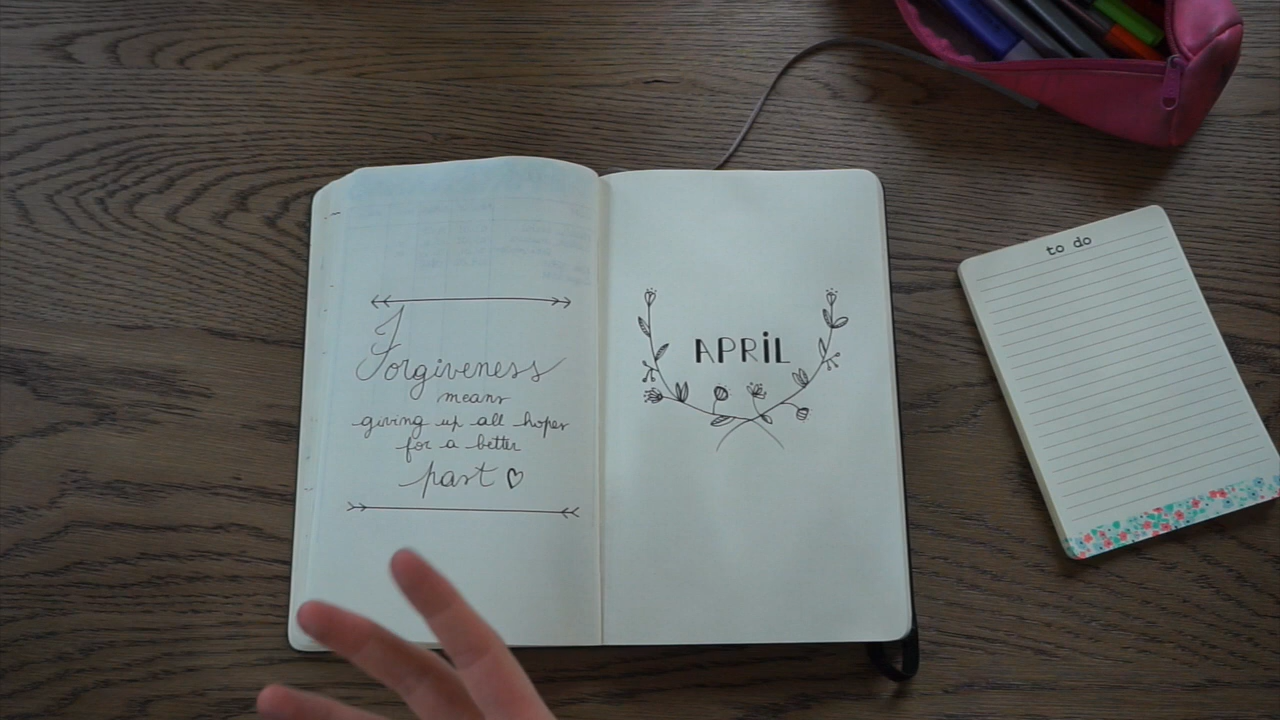 Forgiveness
means
giving up all hopes
for a better
past ♡
APRiL
to do